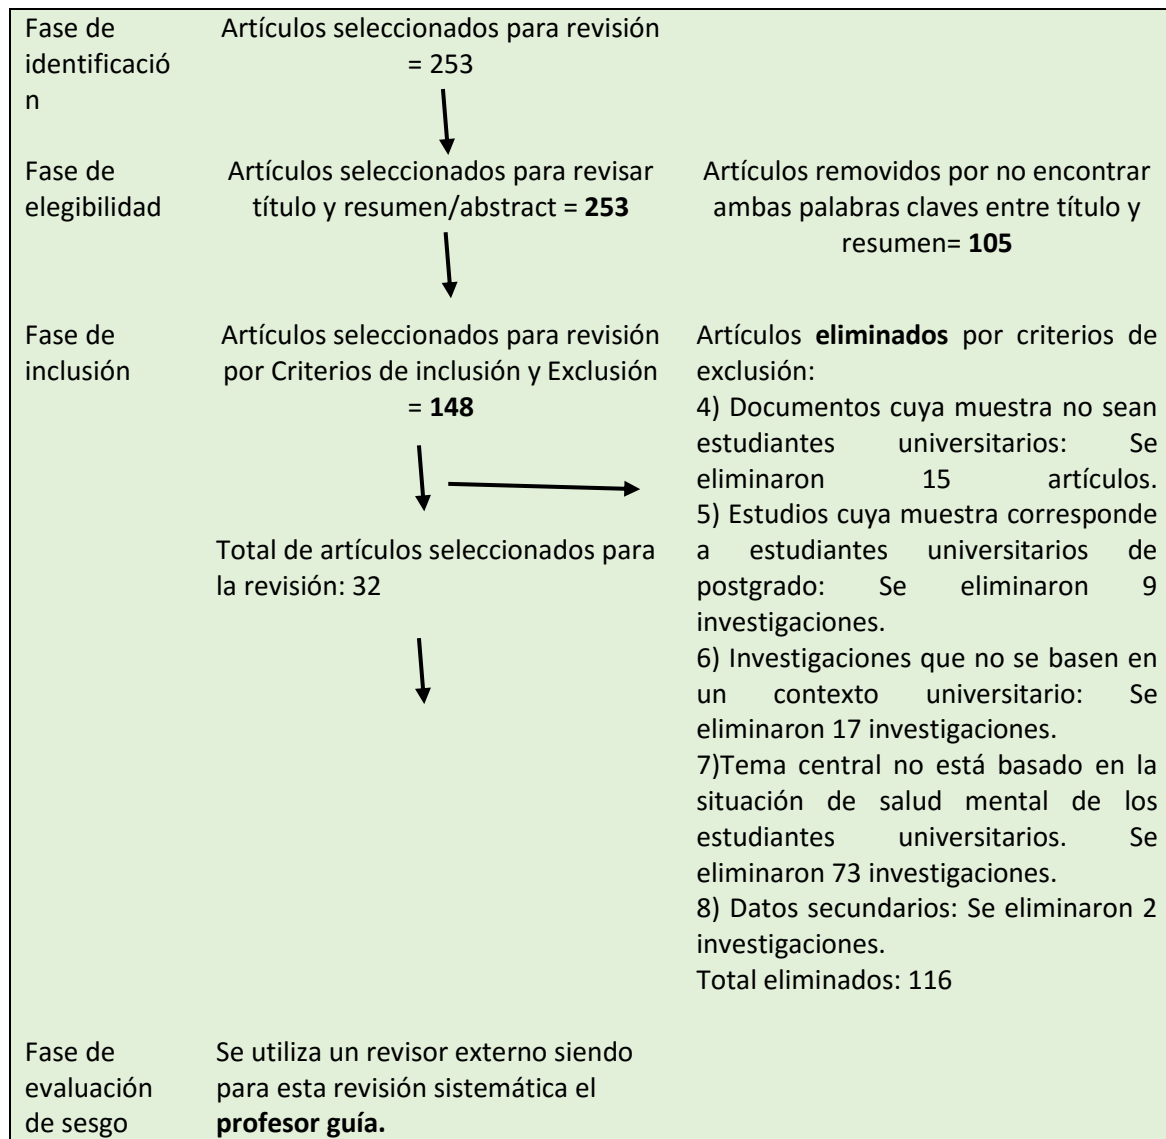 Fase de
identificació
n
Artículos seleccionados para revisión
= 253
Fase de
elegibilidad
Artículos seleccionados para revisar
título y resumen/abstract = 253
Artículos removidos por no encontrar
ambas palabras claves entre título y
resumen= 105
Fase de
inclusión
Artículos seleccionados para revisión
por Criterios de inclusión y Exclusión
= 148
Total de artículos seleccionados para
la revisión: 32
Artículos eliminados por criterios de
exclusión:
4) Documentos cuya muestra no sean
estudiantes universitarios: Se
eliminaron 15 artículos.
5) Estudios cuya muestra corresponde
a estudiantes universitarios de
postgrado: Se eliminaron 9
investigaciones.
6) Investigaciones que no se basen en
un contexto universitario: Se
eliminaron 17 investigaciones.
7)Tema central no está basado en la
situación de salud mental de los
estudiantes universitarios. Se
eliminaron 73 investigaciones.
8) Datos secundarios: Se eliminaron 2
investigaciones.
Total eliminados: 116
Fase de
evaluación
de sesgo
Se utiliza un revisor externo siendo
para esta revisión sistemática el
profesor guía.